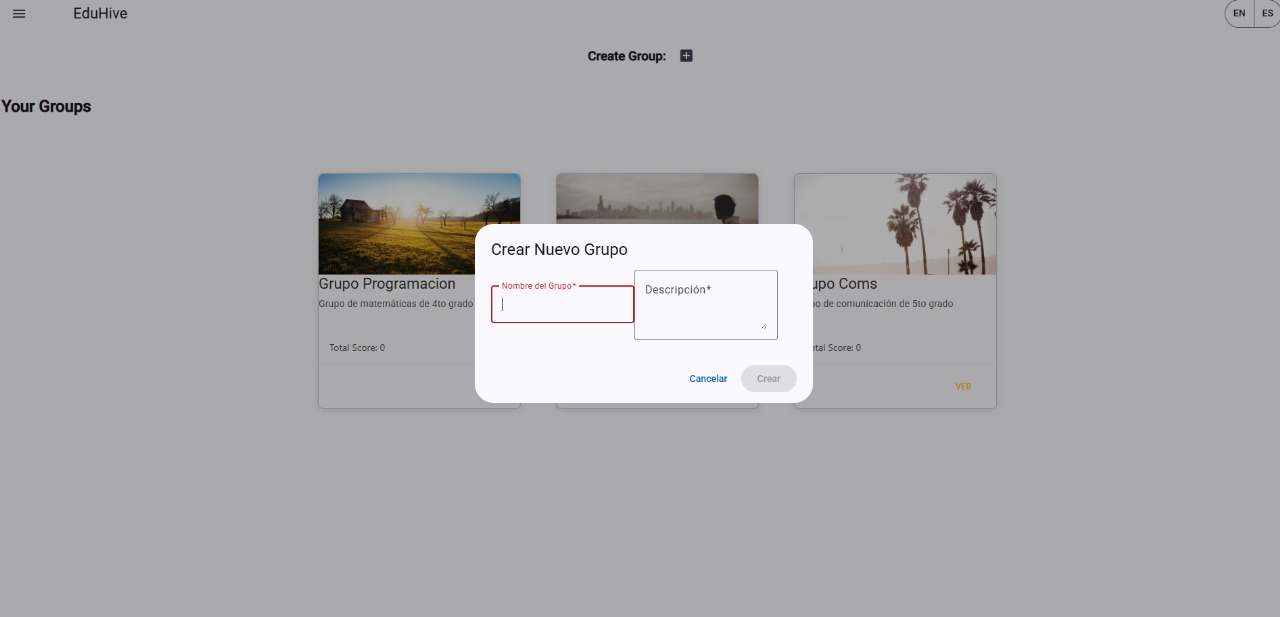 EduHive
EN ES
Create Group:
Your Groups
Crear Nuevo Grupo
Nombre del Grupo*
Descripción*
Cancelar
Crear
Grupo Programacion
Grupo de matemáticas de 4to grado
Total Score: 0
upo Coms
po de comunicación de 5to grado
tal Score: 0
VER